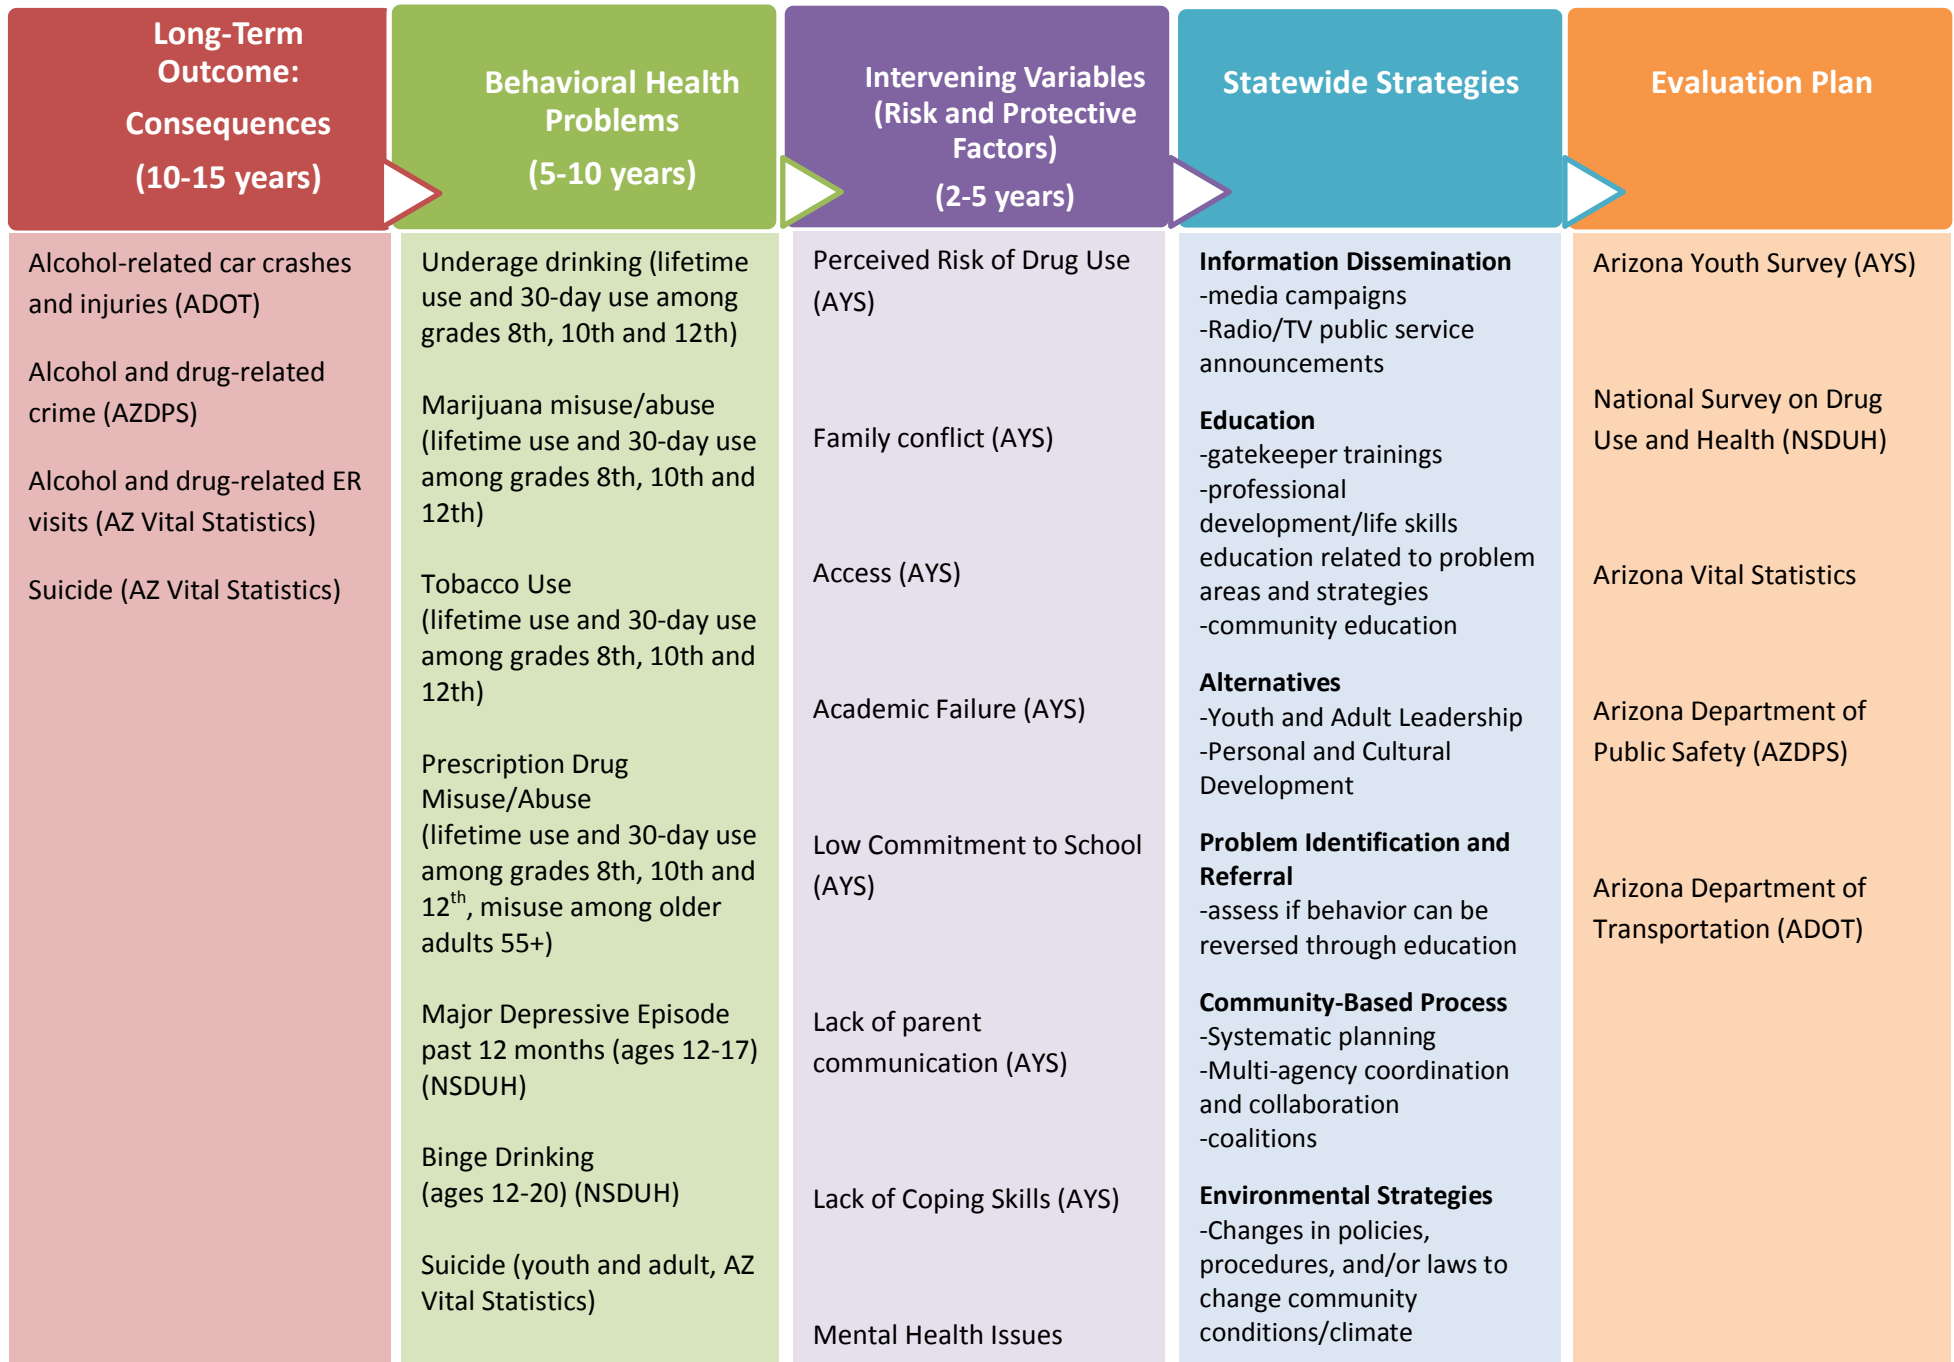 Long-Term
Outcome:
Consequences
(10-15 years)
Behavioral Health
Problems
(5-10 years)
Intervening Variables
(Risk and Protective
Factors)
(2-5 years)
Statewide Strategies
Evaluation Plan
Alcohol-related car crashes
and injuries (ADOT)
Alcohol and drug-related
crime (AZDPS)
Alcohol and drug-related ER
visits (AZ Vital Statistics)
Suicide (AZ Vital Statistics)
Underage drinking (lifetime
use and 30-day use among
grades 8th, 10th and 12th)
Marijuana misuse/abuse
(lifetime use and 30-day use
among grades 8th, 10th and
12th)
Tobacco Use
(lifetime use and 30-day use
among grades 8th, 10th and
12th)
Prescription Drug
Misuse/Abuse
(lifetime use and 30-day use
among grades 8th, 10th and
12th, misuse among older
adults 55+)
Major Depressive Episode
past 12 months (ages 12-17)
(NSDUH)
Binge Drinking
(ages 12-20) (NSDUH)
Suicide (youth and adult, AZ
Vital Statistics)
Perceived Risk of Drug Use
(AYS)
Family conflict (AYS)
Access (AYS)
Academic Failure (AYS)
Low Commitment to School
(AYS)
Lack of parent
communication (AYS)
Lack of Coping Skills (AYS)
Mental Health Issues
Information Dissemination
-media campaigns
-Radio/TV public service
announcements
Education
-gatekeeper trainings
-professional
development/life skills
education related to problem
areas and strategies
-community education
Alternatives
-Youth and Adult Leadership
-Personal and Cultural
Development
Problem Identification and
Referral
-assess if behavior can be
reversed through education
Community-Based Process
-Systematic planning
-Multi-agency coordination
and collaboration
-coalitions
Environmental Strategies
-Changes in policies,
procedures, and/or laws to
change community
conditions/climate
Arizona Youth Survey (AYS)
National Survey on Drug
Use and Health (NSDUH)
Arizona Vital Statistics
Arizona Department of
Public Safety (AZDPS)
Arizona Department of
Transportation (ADOT)